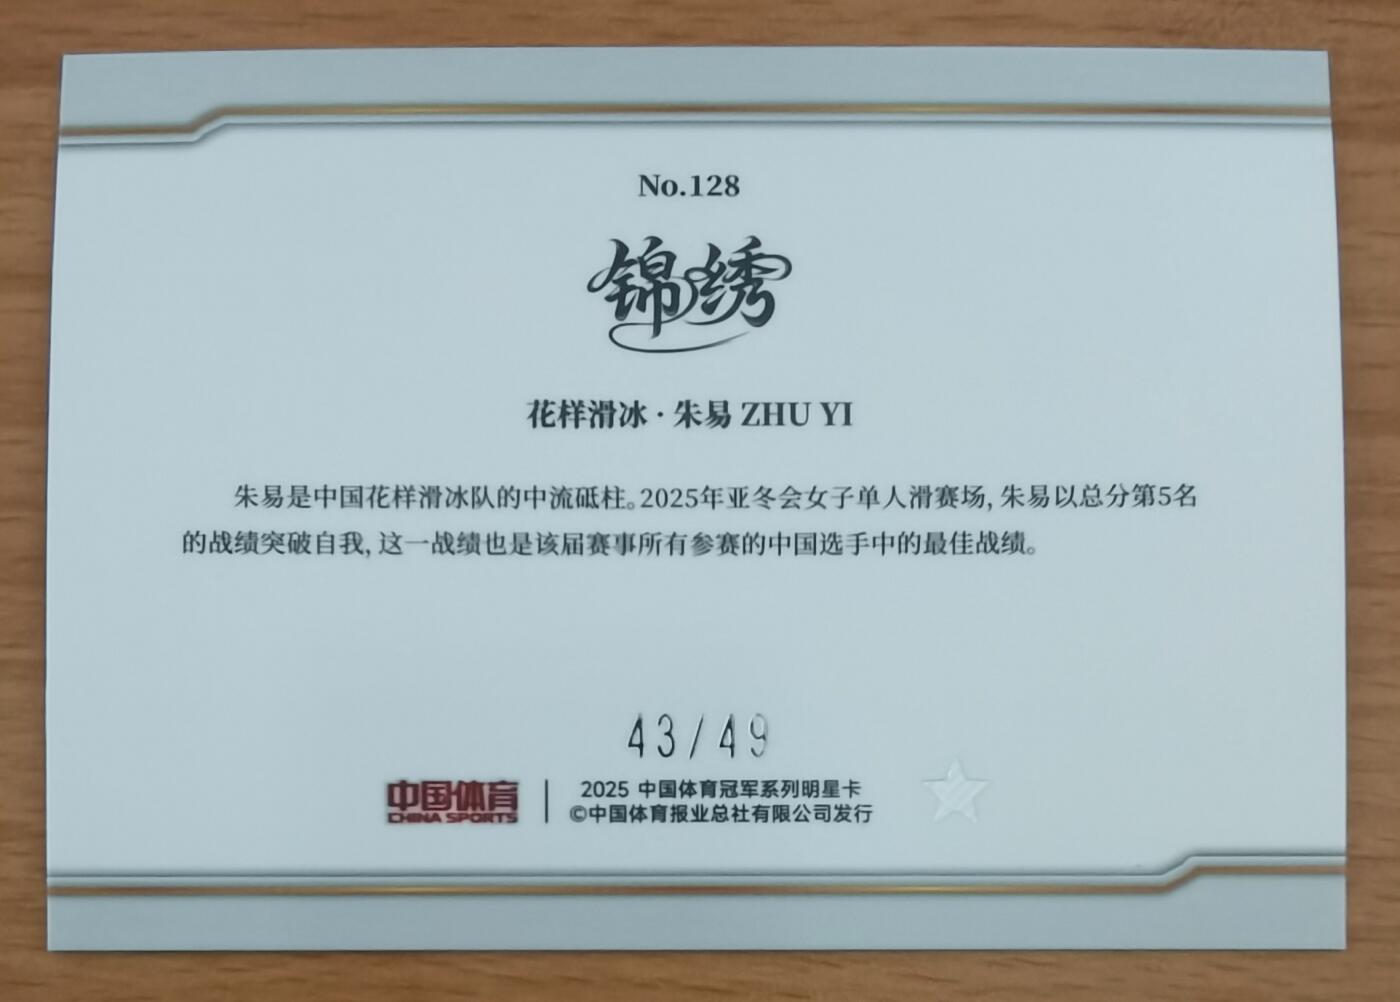 No.128
锦绣
花样滑冰·朱易 ZHU YI
朱易是中国花样滑冰队的中流砥柱。2025年亚冬会女子单人滑赛场, 朱易以总分第5名
的战绩突破自我, 这一战绩也是该届赛事所有参赛的中国选手中的最佳战绩。
43/49
中国体育
CHINA SPORTS
2025 中国体育冠军系列明星卡
©中国体育报业总社有限公司发行